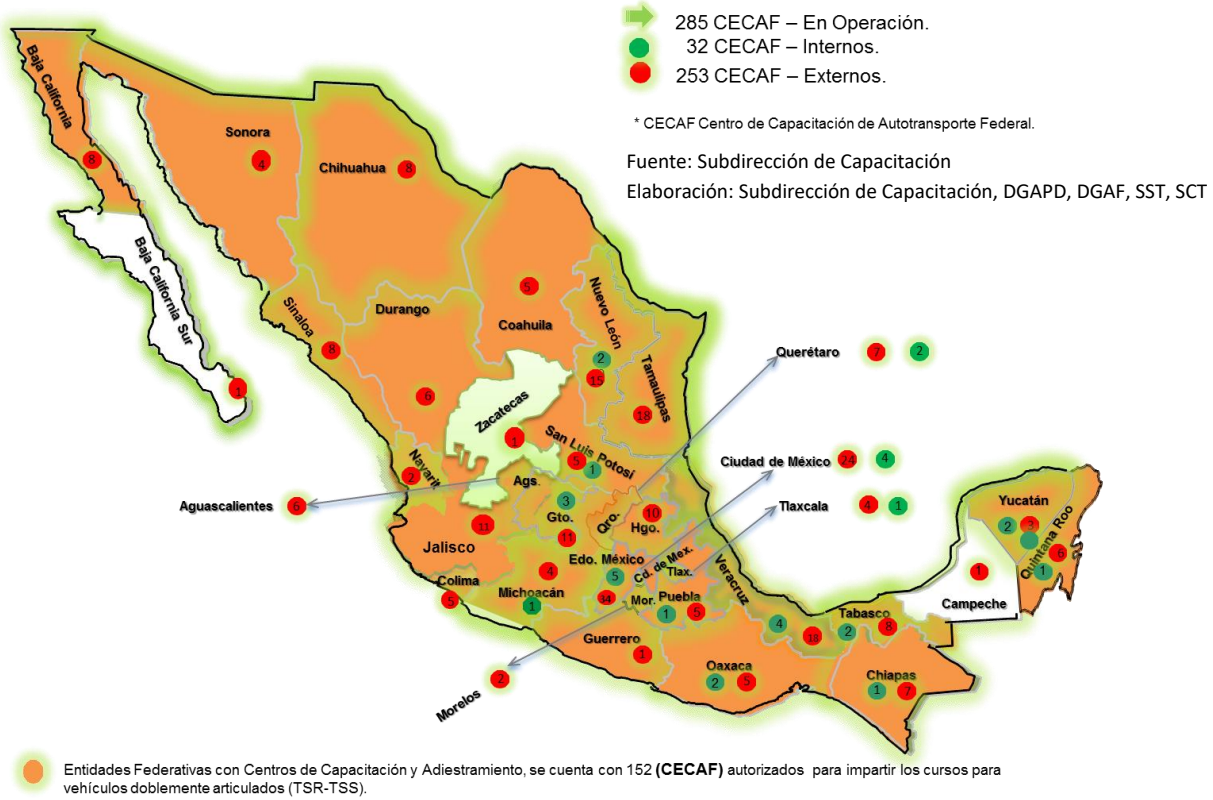 285 CECAF – En Operación.
32 CECAF – Internos.
253 CECAF – Externos.
* CECAF Centro de Capacitación de Autotransporte Federal.
Fuente: Subdirección de Capacitación
Elaboración: Subdirección de Capacitación, DGAPD, DGAF, SST, SCT
Baja California
8
Sonora
4
Chihuahua
8
Baja California Sur
1
Sinaloa
8
Durango
6
Coahuila
5
Nuevo León
2
15
Tamaulipas
18
Zacatecas
1
San Luis Potosí
5
1
Querétaro
7
2
Ciudad de México
24
4
Tlaxcala
4
1
Nayarit
2
Aguascalientes
6
Ags.
Gto.
3
11
Qro.
Hgo.
10
Jalisco
11
Colima
5
Michoacán
4
1
Edo. México
5
34
Cd. de Mex.
Tlax.
Mor.
Puebla
1
5
Veracruz
4
18
Guerrero
1
Morelos
2
Oaxaca
2
5
Tabasco
2
8
Chiapas
1
7
Campeche
1
Yucatán
2
3
Quintana Roo
6
1
Entidades Federativas con Centros de Capacitación y Adiestramiento, se cuenta con 152 (CECAF) autorizados para impartir los cursos para
vehículos doblemente articulados (TSR-TSS).